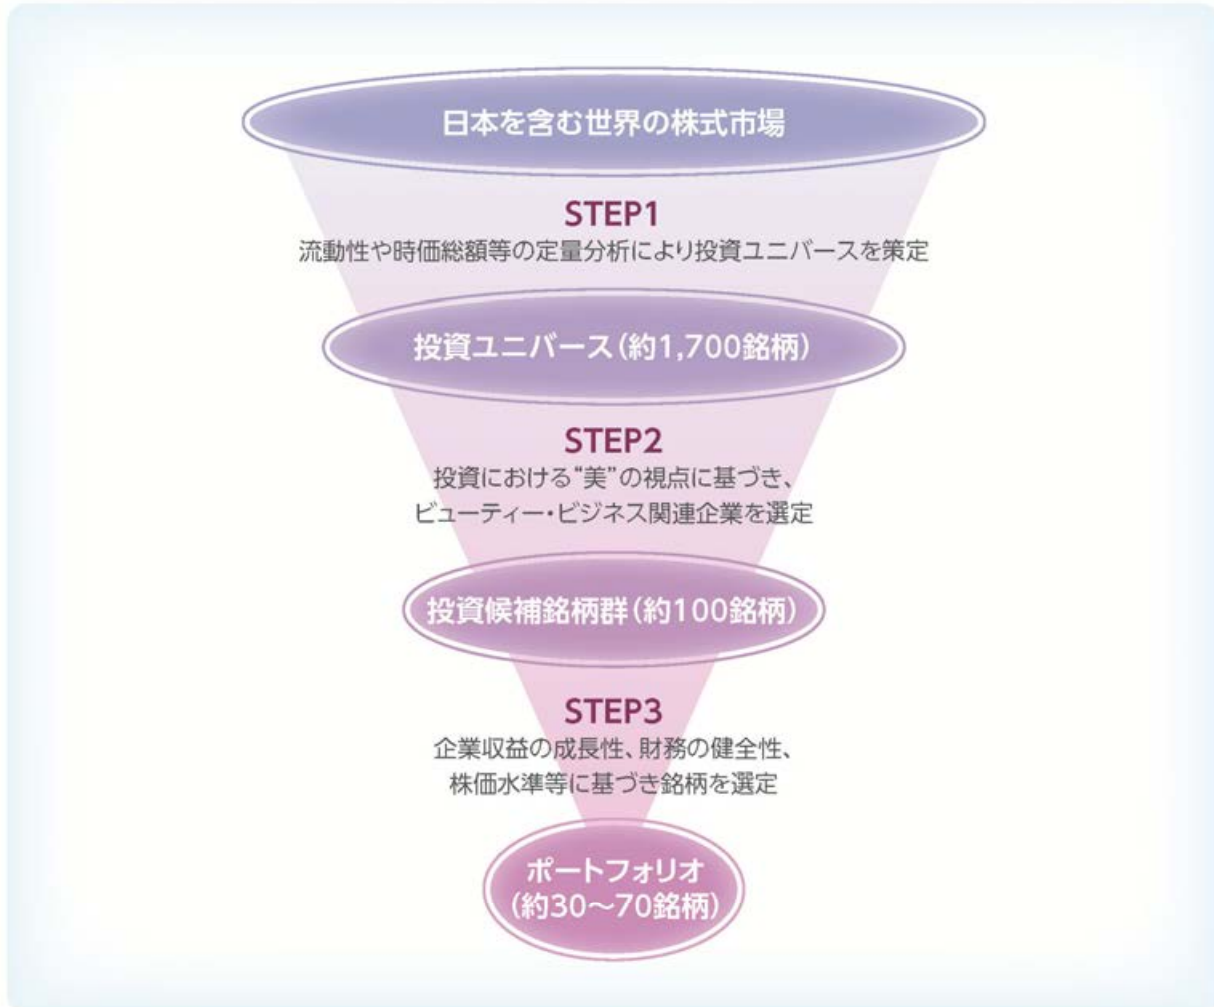 日本を含む世界の株式市場
STEP1
流動性や時価総額等の定量分析により投資ユニバースを策定
投資ユニバース（約1,700銘柄）
STEP2
投資における“美”の視点に基づき、
ビューティー・ビジネス関連企業を選定
投資候補銘柄群（約100銘柄）
STEP3
企業収益の成長性、財務の健全性、
株価水準等に基づき銘柄を選定
ポートフォリオ
（約30～70銘柄）